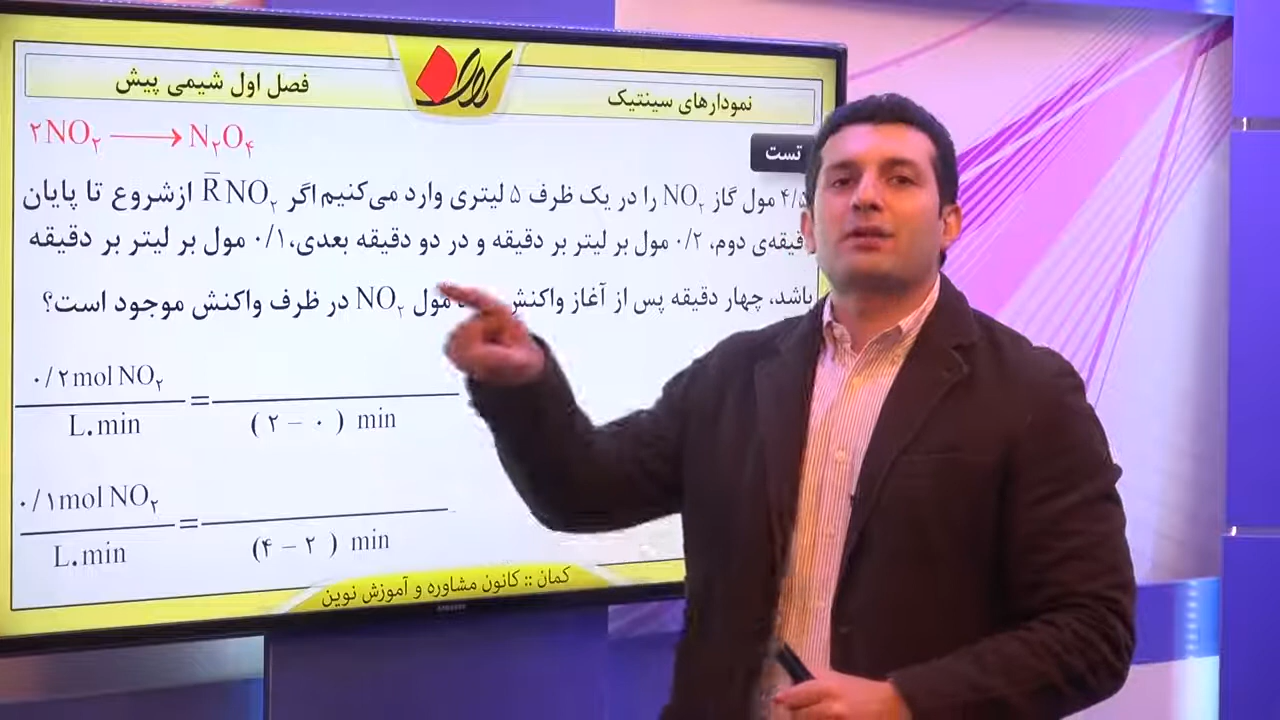 نمودارهای سینتیک
کمان
فصل اول شیمی پیش
۲NO۲ → N۲O۴
تست
۴/۵ مول گاز NO۲ را در یک ظرف ۵ لیتری وارد می‌کنیم اگر R̅NO۲ ازشروع تا پایان
دوم، ۰/۲ مول بر لیتر بر دقیقه و در دو دقیقه بعدی، ۰/۱ مول بر لیتر بر دقیقه
باشد، چهار دقیقه پس از آغاز واکنش مول NO۲ در ظرف واکنش موجود است؟
۰/۲mol NO۲
L.min
=
(۲ - ۰) min
۰/۱mol NO۲
L.min
=
(۴ - ۲) min
کمان :: کانون مشاوره و آموزش نوین
SAMSUNG